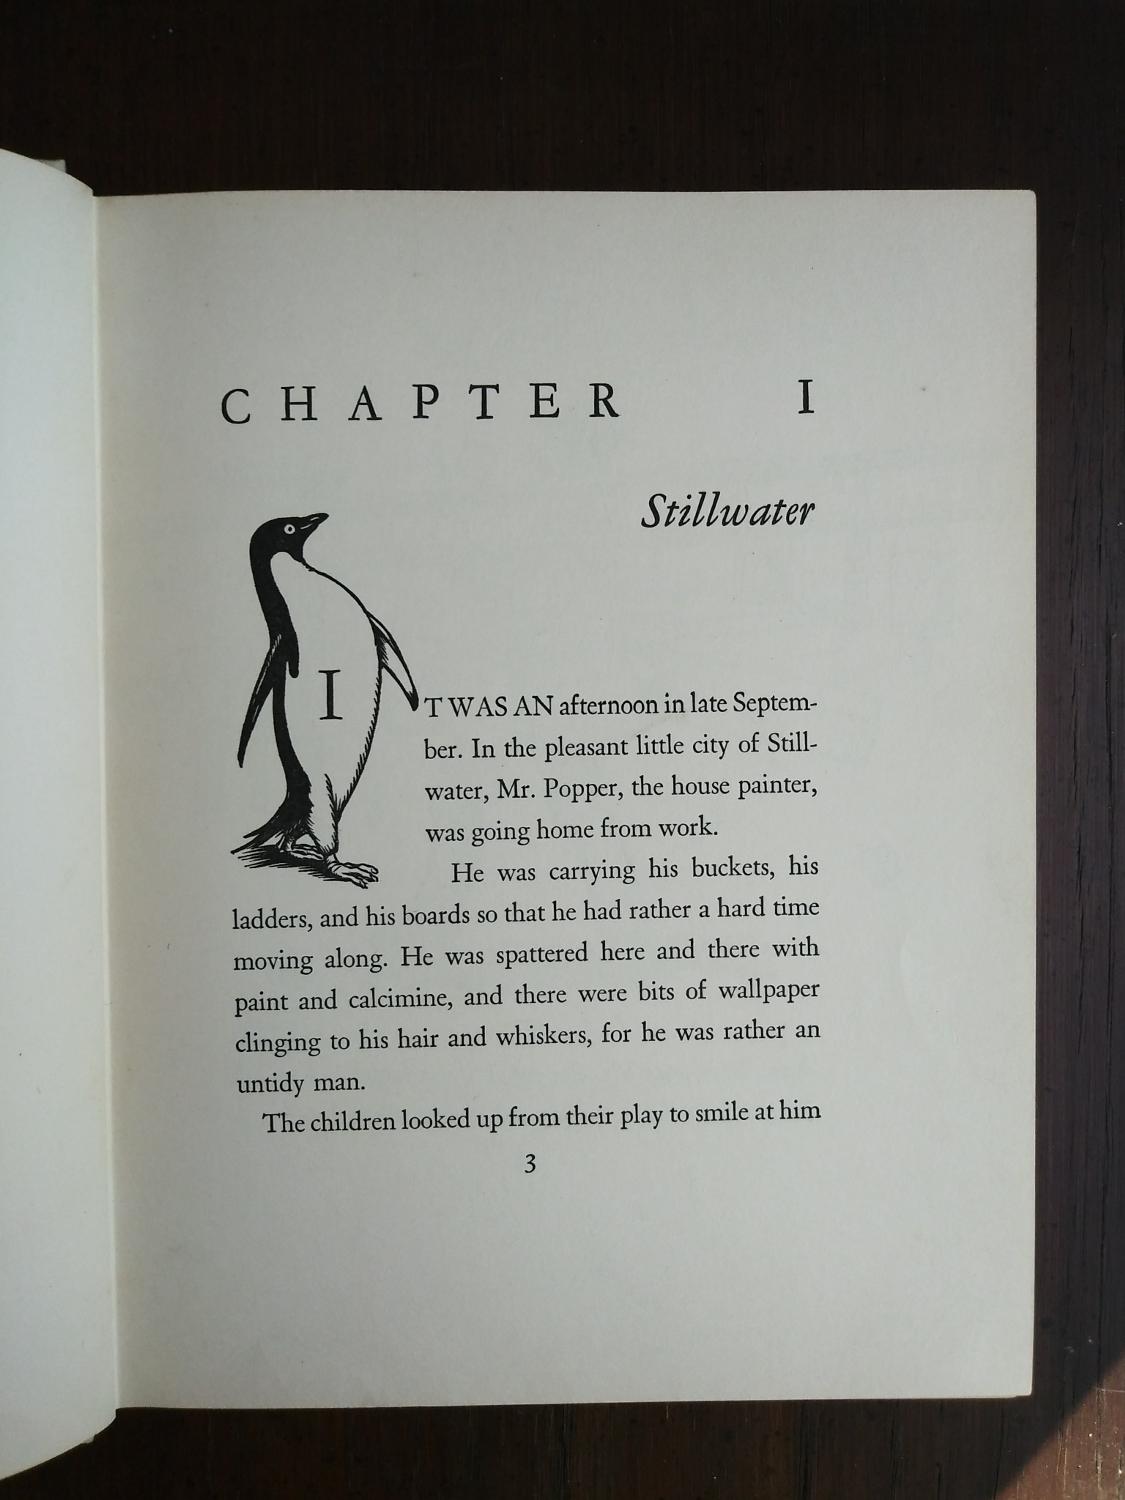 CHAPTER I
Stillwater
IT WAS AN afternoon in late Septem-
ber. In the pleasant little city of Still-
water, Mr. Popper, the house painter,
was going home from work.
He was carrying his buckets, his
ladders, and his boards so that he had rather a hard time
moving along. He was spattered here and there with
paint and calcimine, and there were bits of wallpaper
clinging to his hair and whiskers, for he was rather an
untidy man.
The children looked up from their play to smile at him
3